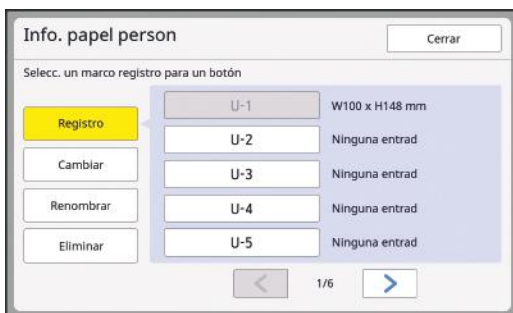 Info. papel person
Cerrar
Selecc. un marco registro para un botón
Registro
Cambiar
Renombrar
Eliminar
U-1 W100 x H148 mm
U-2 Ninguna entrad
U-3 Ninguna entrad
U-4 Ninguna entrad
U-5 Ninguna entrad
1/6